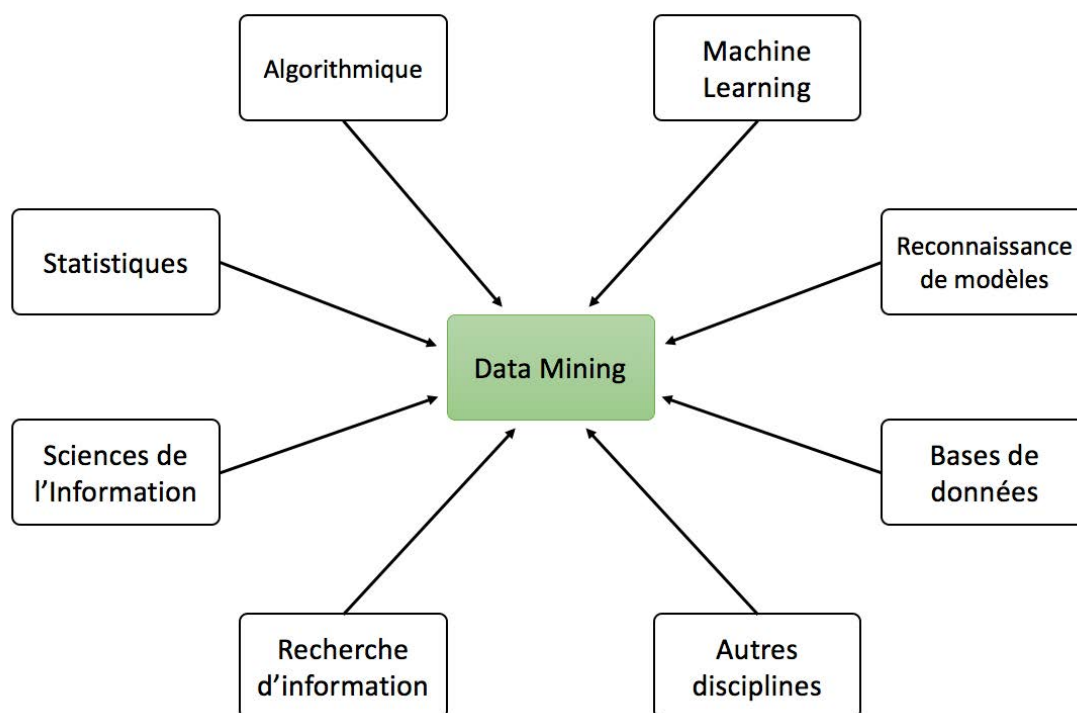 Algorithmique
Machine
Learning
Statistiques
Reconnaissance
de modèles
Data Mining
Sciences de
l’Information
Bases de
données
Recherche
d’information
Autres
disciplines